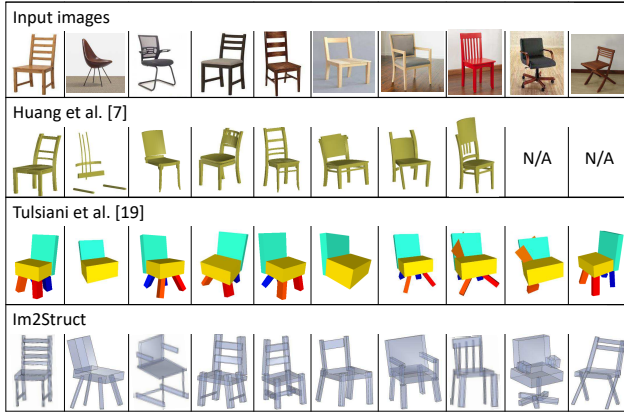 Input images
Huang et al. [7]
N/A
N/A
Tulsiani et al. [19]
Im2Struct